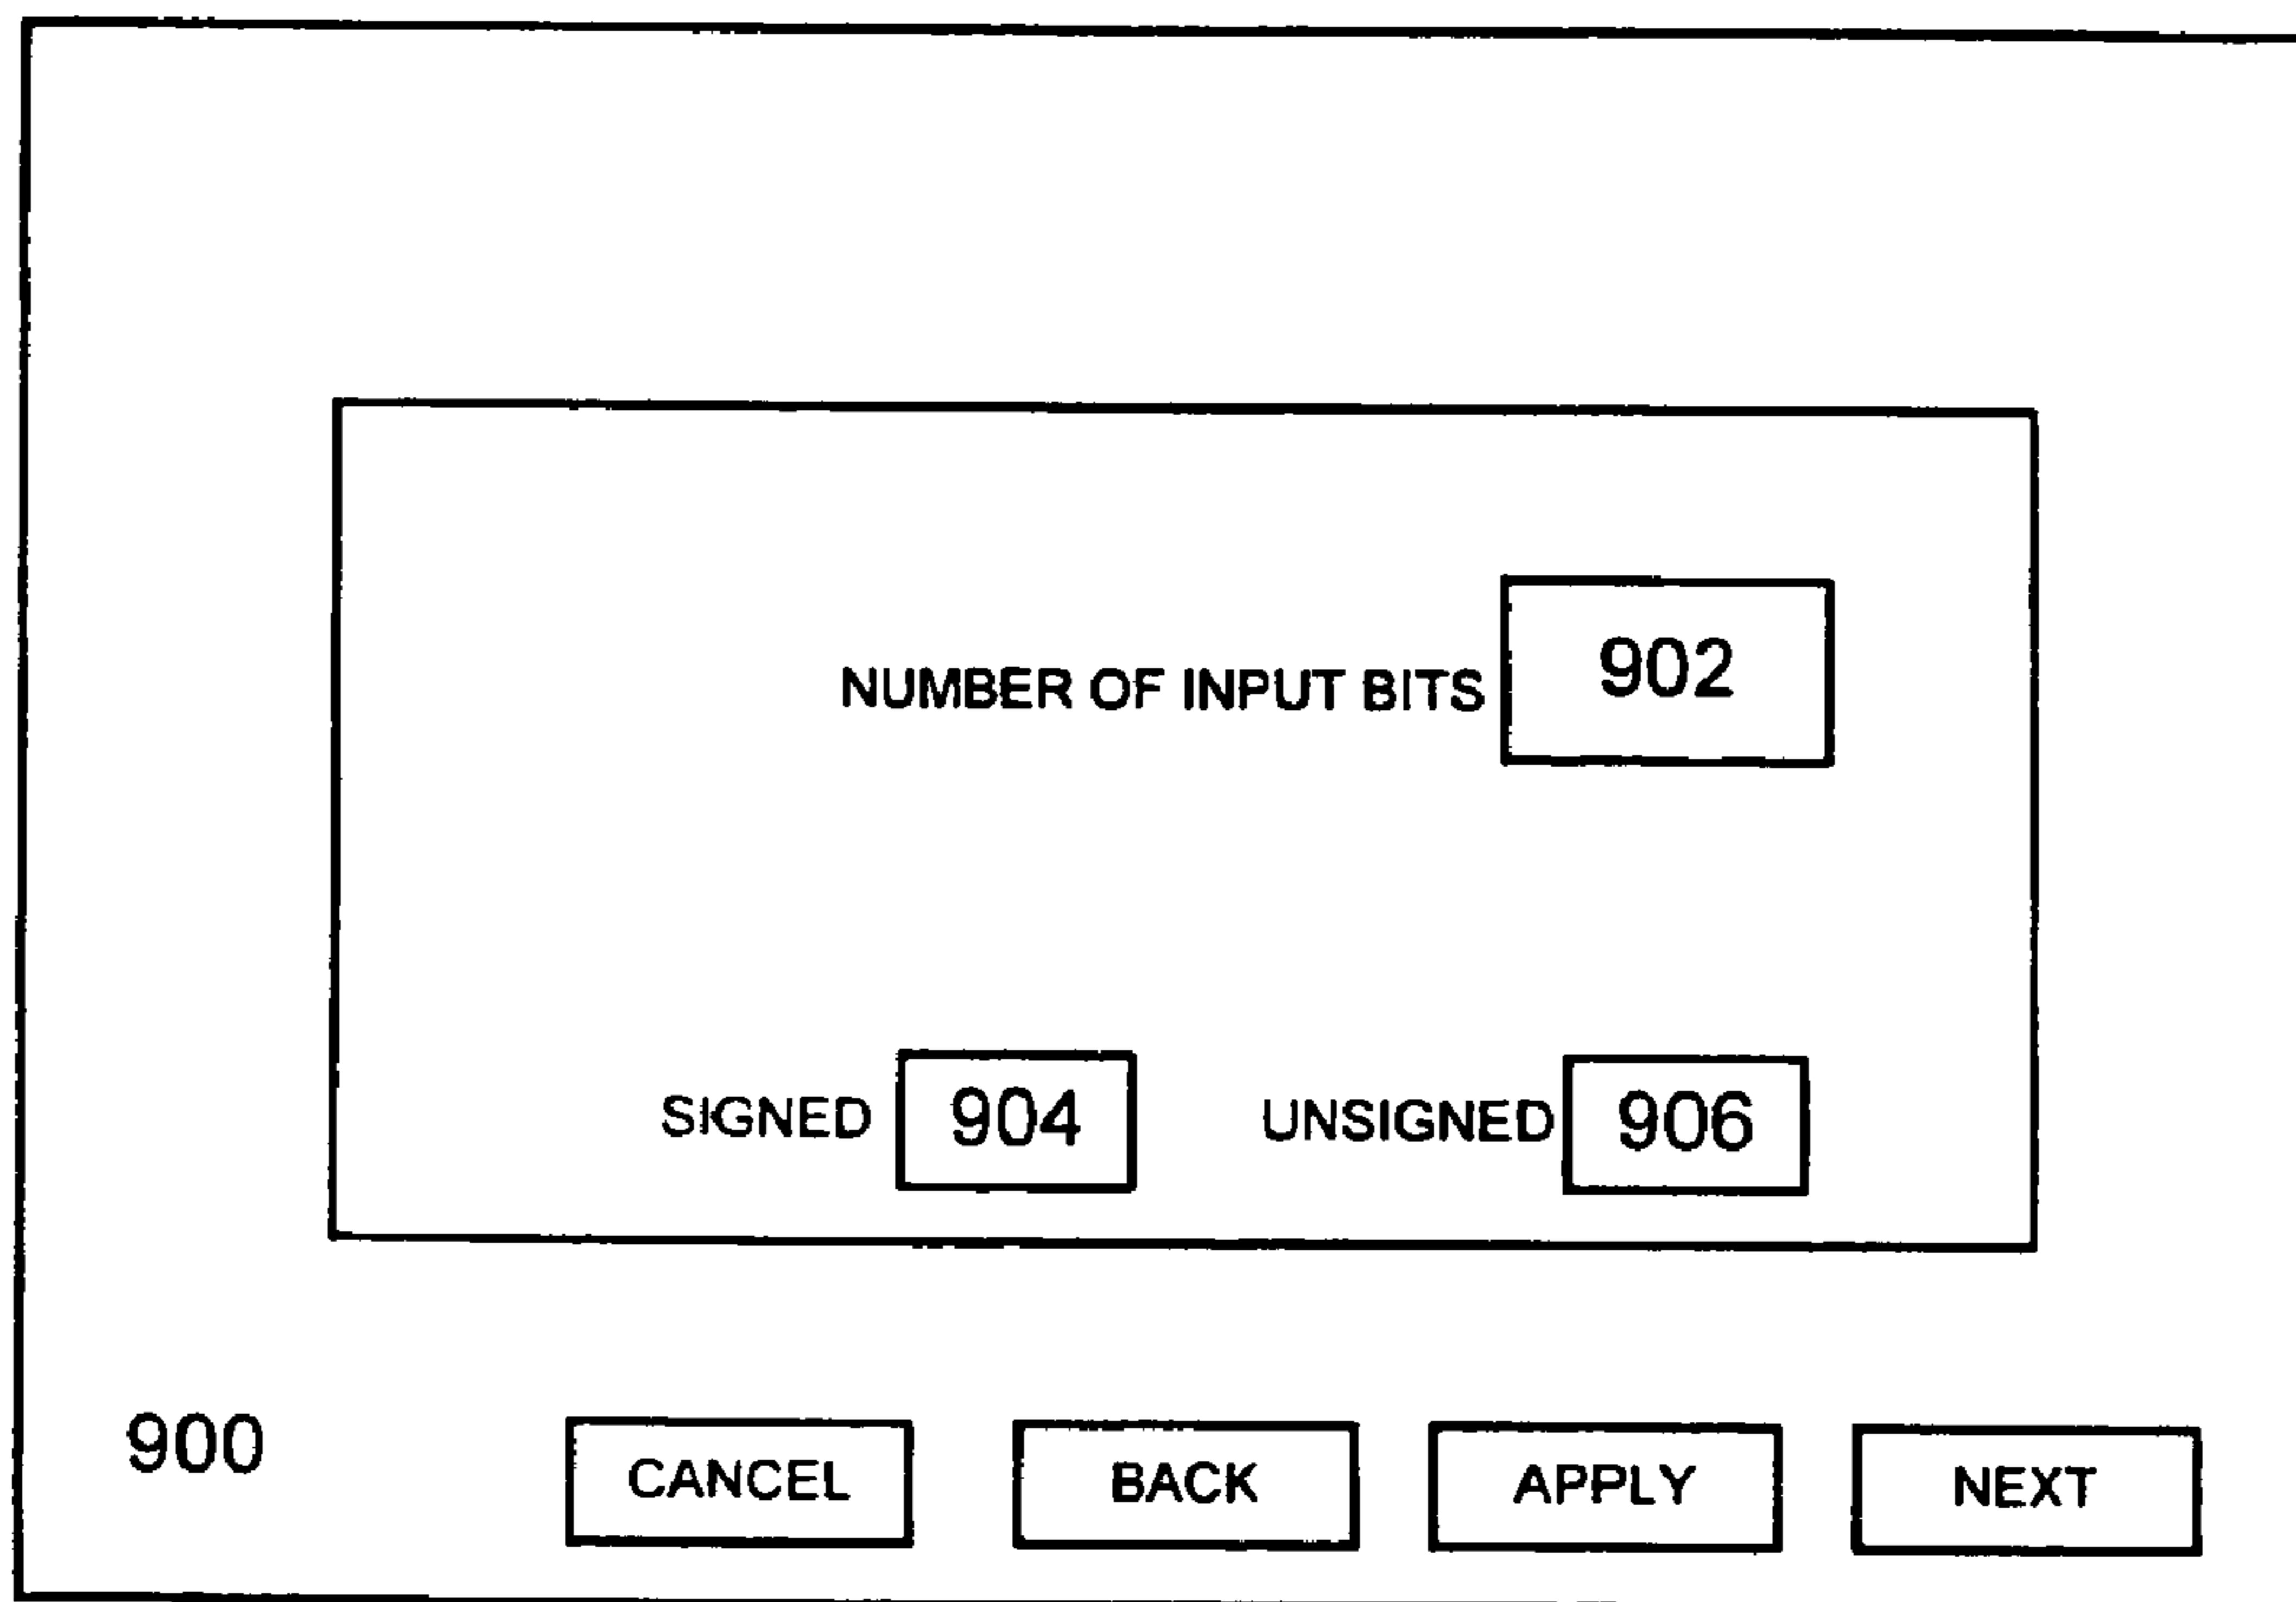 NUMBER OF INPUT BITS 902
SIGNED 904 UNSIGNED 906
900 CANCEL BACK APPLY NEXT